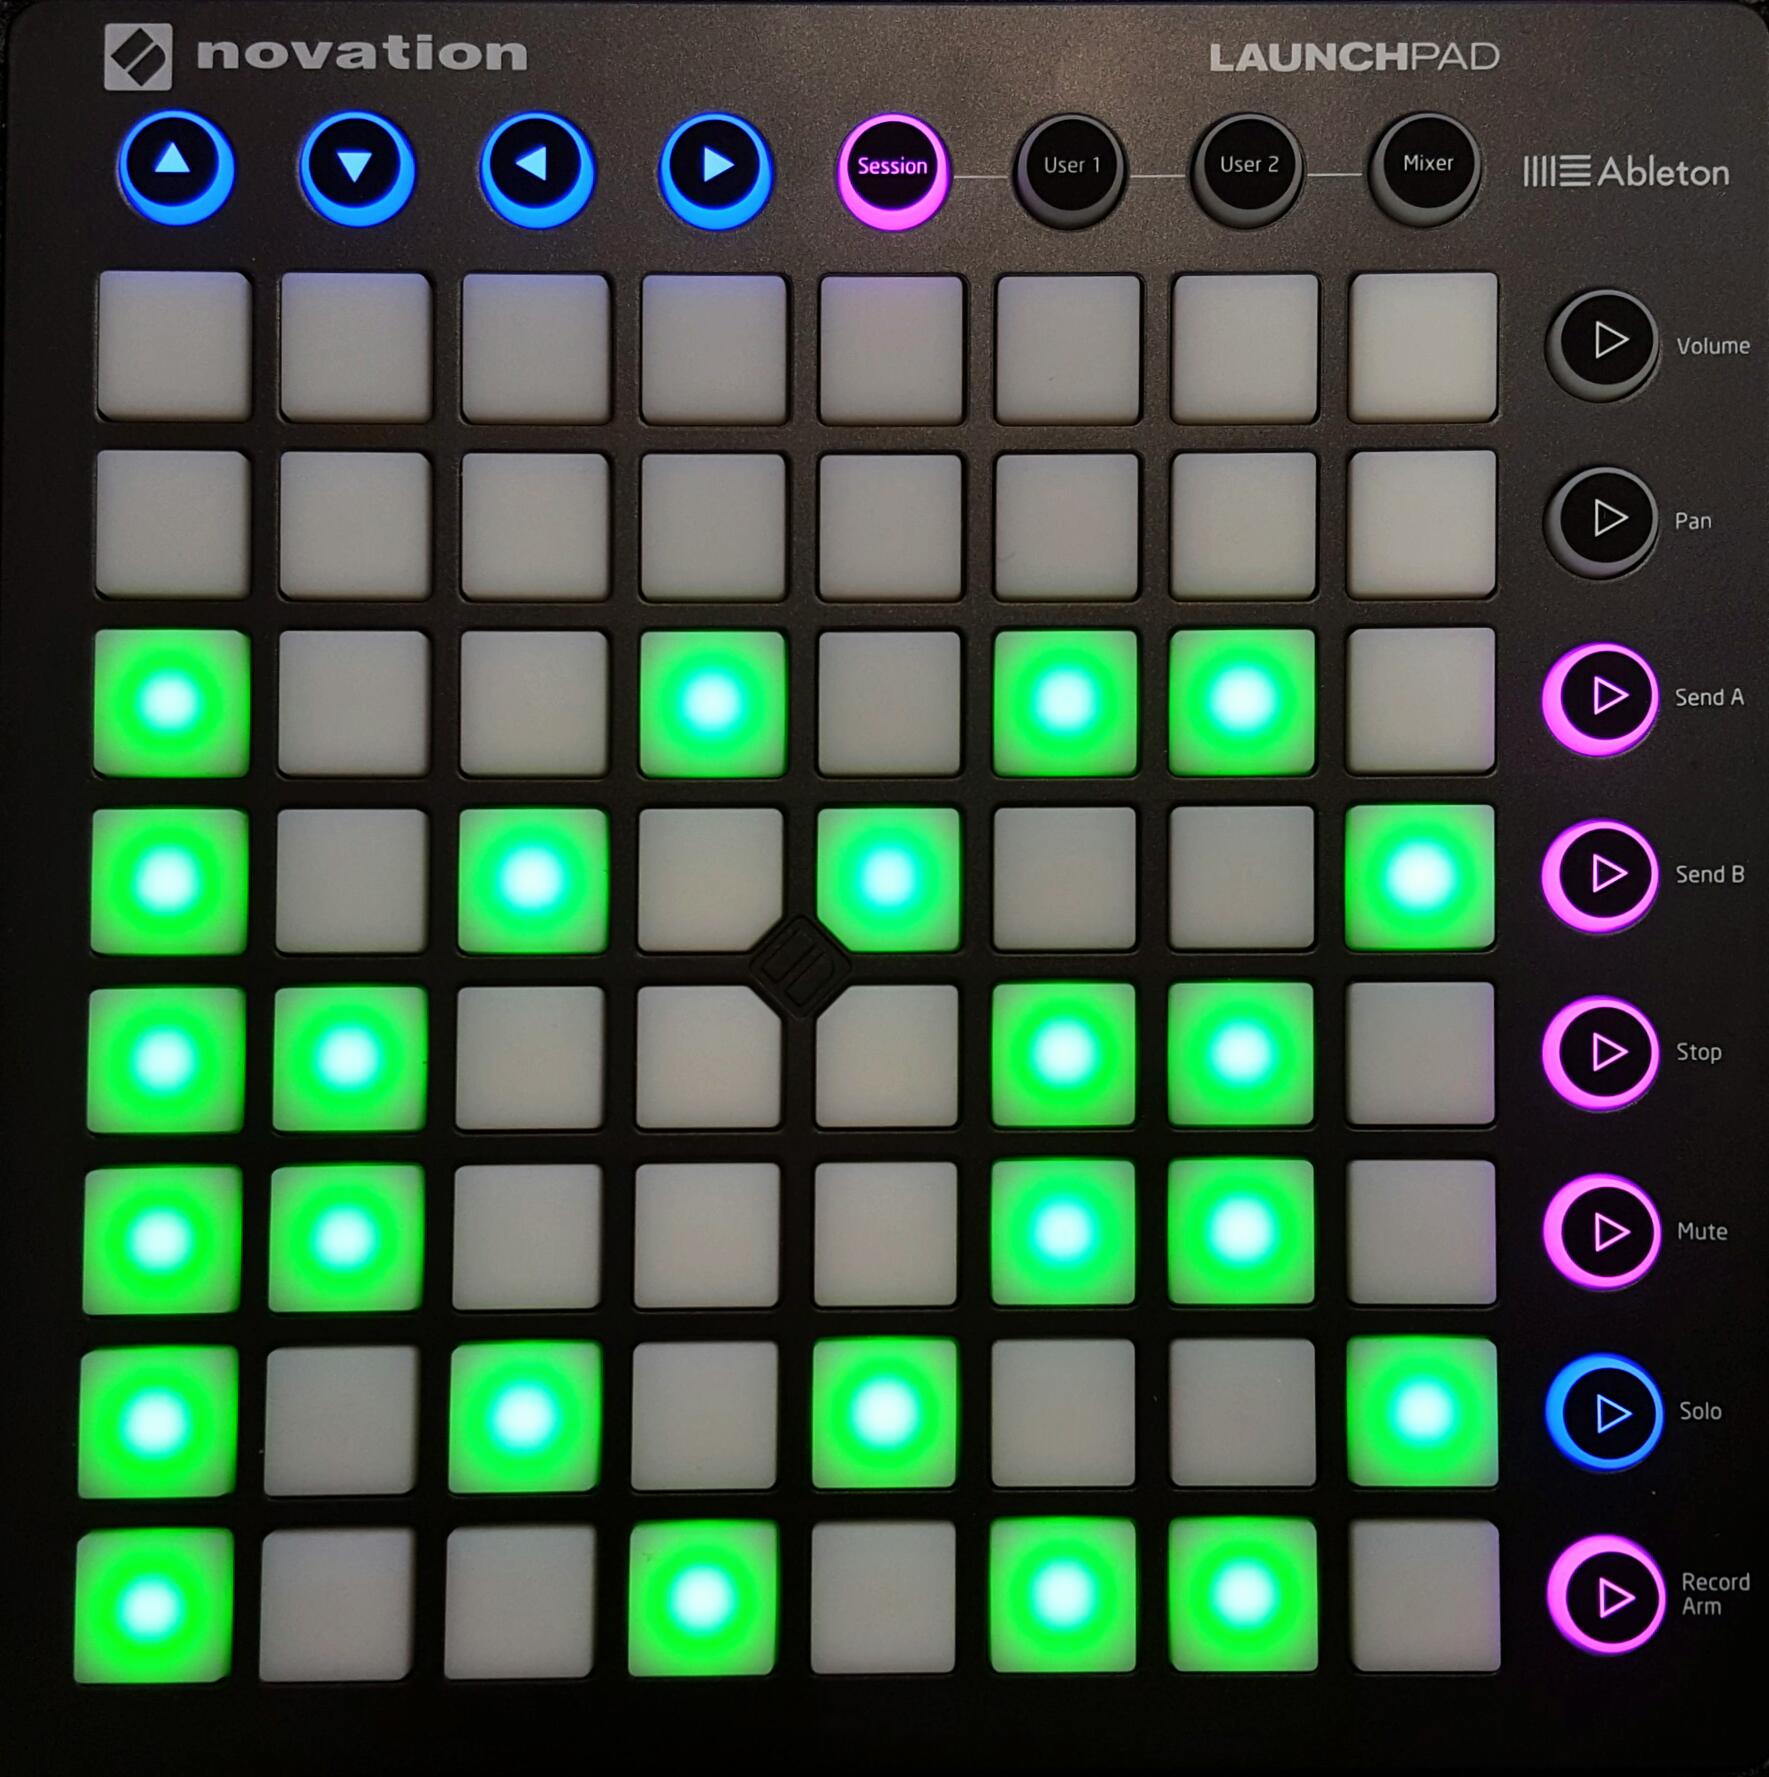 novation LAUNCHPAD
Session User 1 User 2 Mixer Ableton
Volume
Pan
Send A
Send B
Stop
Mute
Solo
Record
Arm